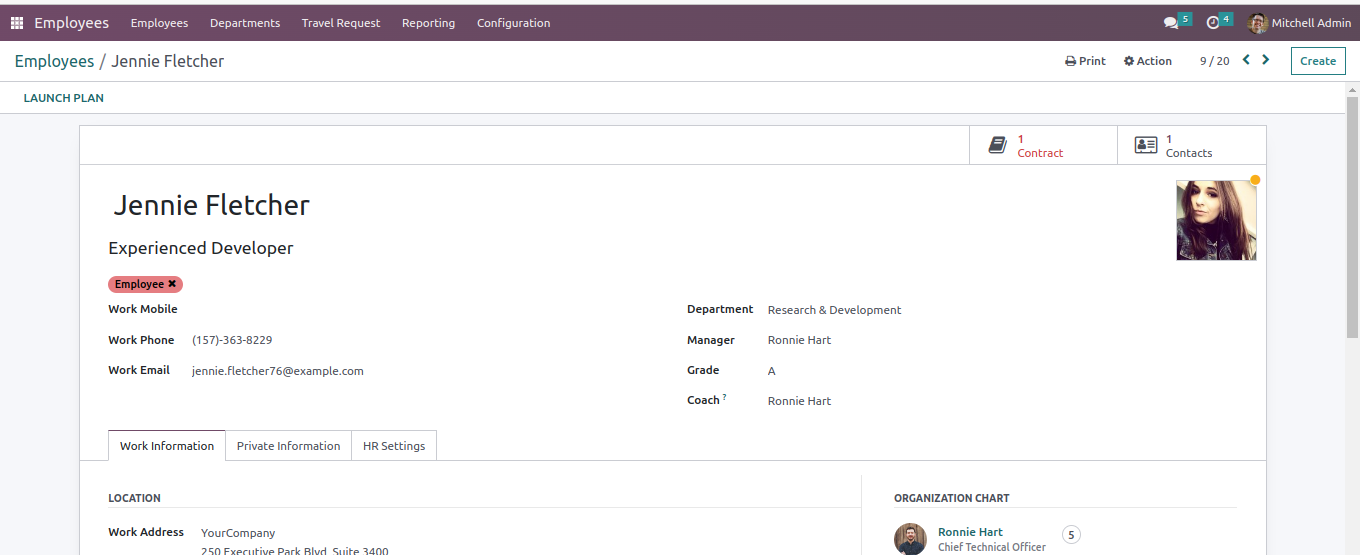 Employees Employees Departments Travel Request Reporting Configuration 5 4 Mitchell Admin
Employees / Jennie Fletcher Print Action 9 / 20 Create
LAUNCH PLAN
1 Contract 1 Contacts
Jennie Fletcher
Experienced Developer
Employee ✖
Work Mobile
Department Research & Development
Work Phone (157)-363-8229
Manager Ronnie Hart
Work Email jennie.fletcher76@example.com
Grade A
Coach ? Ronnie Hart
Work Information Private Information HR Settings
LOCATION
ORGANIZATION CHART
Work Address YourCompany
250 Executive Park Blvd, Suite 3400
Ronnie Hart 5
Chief Technical Officer